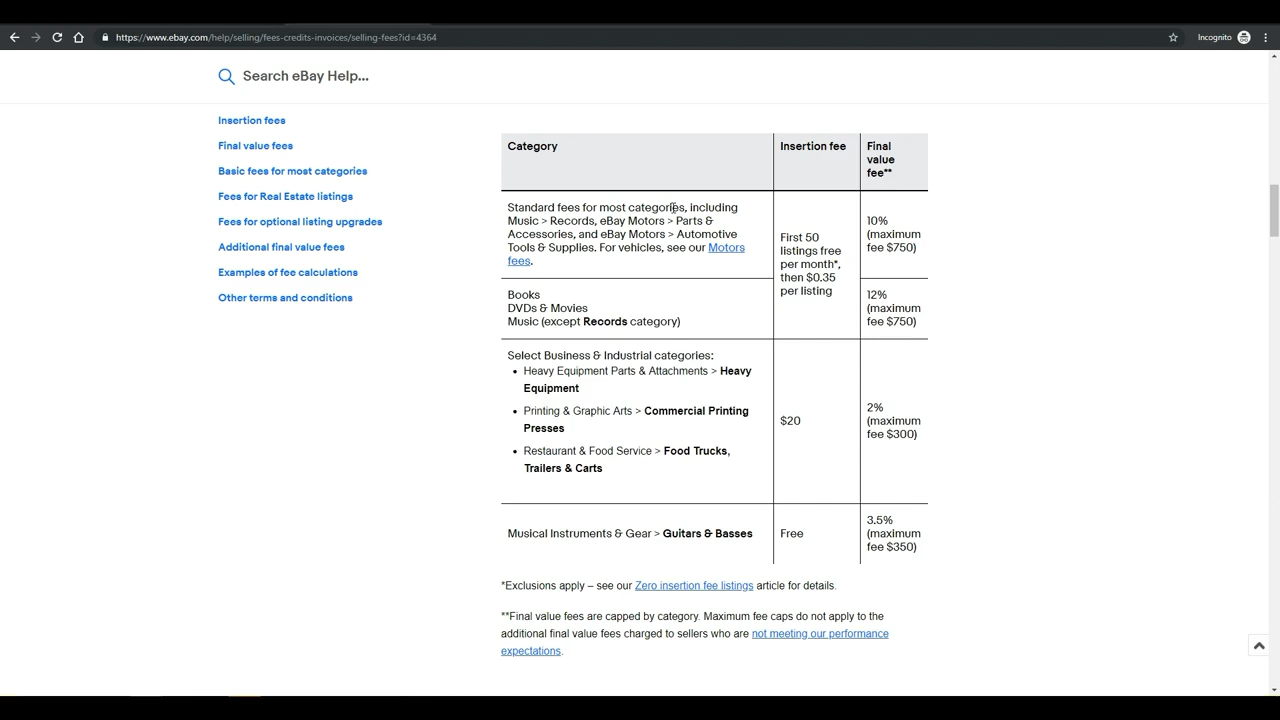 https://www.ebay.com/help/selling/fees-credits-invoices/selling-fees?id=4364
Incognito
Search eBay Help...
Insertion fees
Final value fees
Basic fees for most categories
Fees for Real Estate listings
Fees for optional listing upgrades
Additional final value fees
Examples of fee calculations
Other terms and conditions
Category
Insertion fee
Final
value
fee**
Standard fees for most categories, including
Music > Records, eBay Motors > Parts &
Accessories, and eBay Motors > Automotive
Tools & Supplies. For vehicles, see our Motors
fees.
First 50
listings free
per month*,
then $0.35
per listing
10%
(maximum
fee $750)
Books
DVDs & Movies
Music (except Records category)
12%
(maximum
fee $750)
Select Business & Industrial categories:
• Heavy Equipment Parts & Attachments > Heavy
Equipment
• Printing & Graphic Arts > Commercial Printing
Presses
• Restaurant & Food Service > Food Trucks,
Trailers & Carts
$20
2%
(maximum
fee $300)
Musical Instruments & Gear > Guitars & Basses
Free
3.5%
(maximum
fee $350)
*Exclusions apply – see our Zero insertion fee listings article for details.
**Final value fees are capped by category. Maximum fee caps do not apply to the
additional final value fees charged to sellers who are not meeting our performance
expectations.